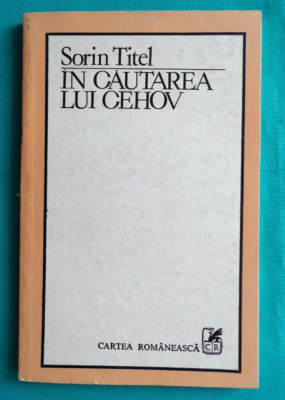 Sorin Titel
ÎN CĂUTAREA
LUI CEHOV
CARTEA ROMÂNEASCĂ
CR